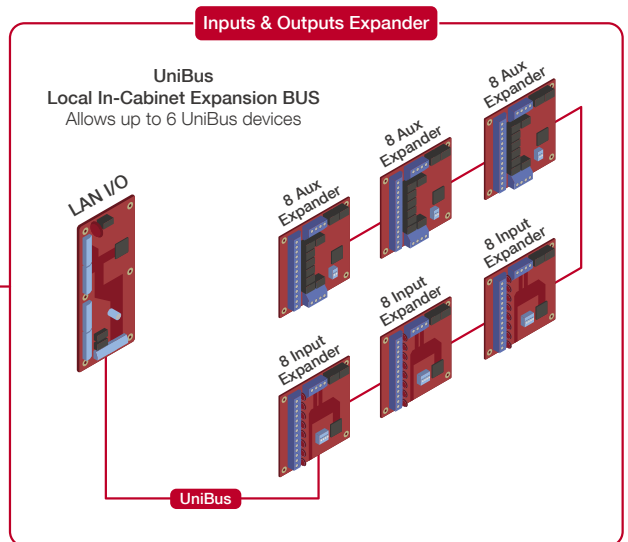 Inputs & Outputs Expander
UniBus
Local In-Cabinet Expansion BUS
Allows up to 6 UniBus devices
LAN I/O
8 Aux
Expander
8 Aux
Expander
8 Aux
Expander
8 Input
Expander
8 Input
Expander
8 Input
Expander
UniBus